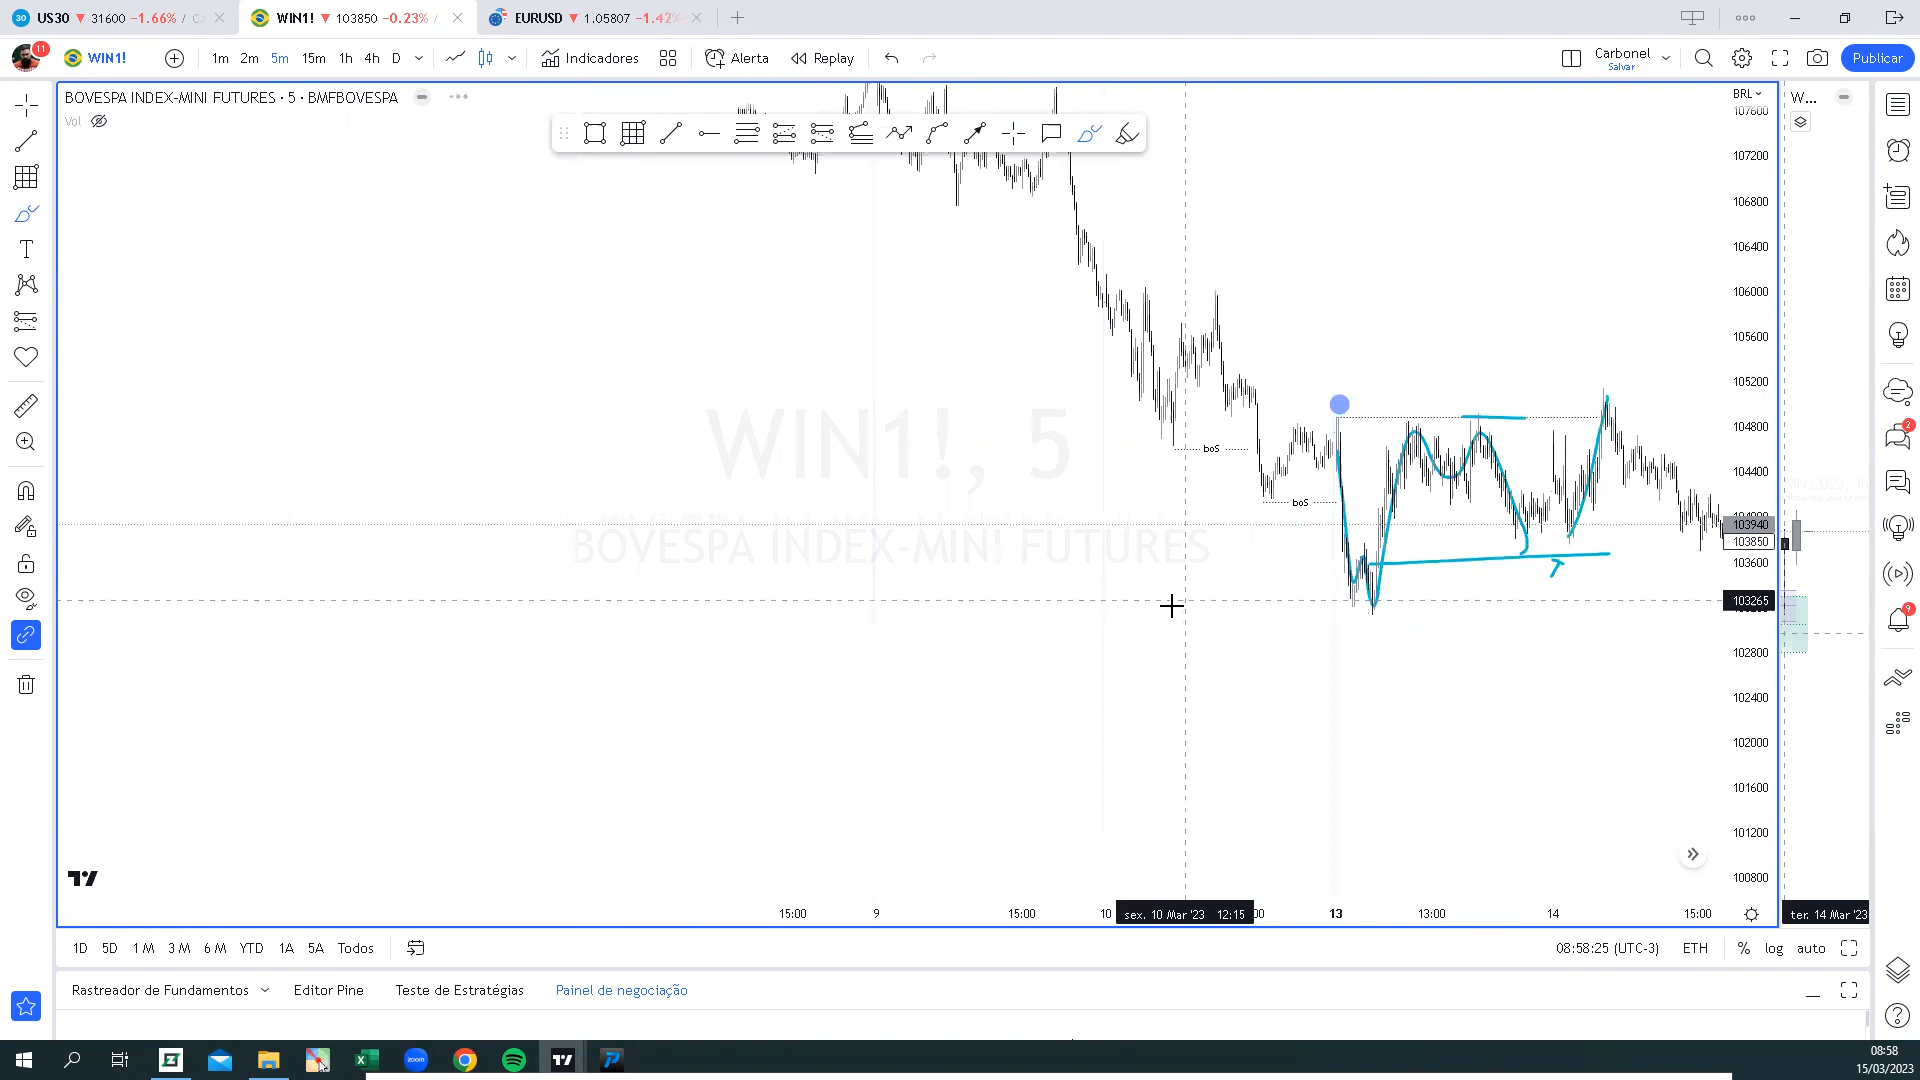 US30 31600 -1.66% /
WIN1! 103850 -0.23% /
EURUSD 1.05807 -1.42%
11
WIN1!
1m 2m 5m 15m 1h 4h D
Indicadores
Alerta
Replay
Carbonel
Salvar
Publicar
BOVESPA INDEX-MINI FUTURES · 5 · BMFBOVESPA
Vol
BRL
W...
107600
107200
106800
106400
106000
105600
105200
104800
104400
103940
103850
103600
103265
102800
102400
102000
101600
101200
100800
WIN1!, 5
BOVESPA INDEX-MINI FUTURES
boS
boS
2
9
15:00 9 15:00 10 sex. 10 Mar '23 12:15 13 13:00 14 15:00 ter. 14 Mar '23
1D 5D 1M 3M 6M YTD 1A 5A Todos
08:58:25 (UTC-3) ETH % log auto
Rastreador de Fundamentos Editor Pine Teste de Estratégias Painel de negociação
zoom
08:58
15/03/2023